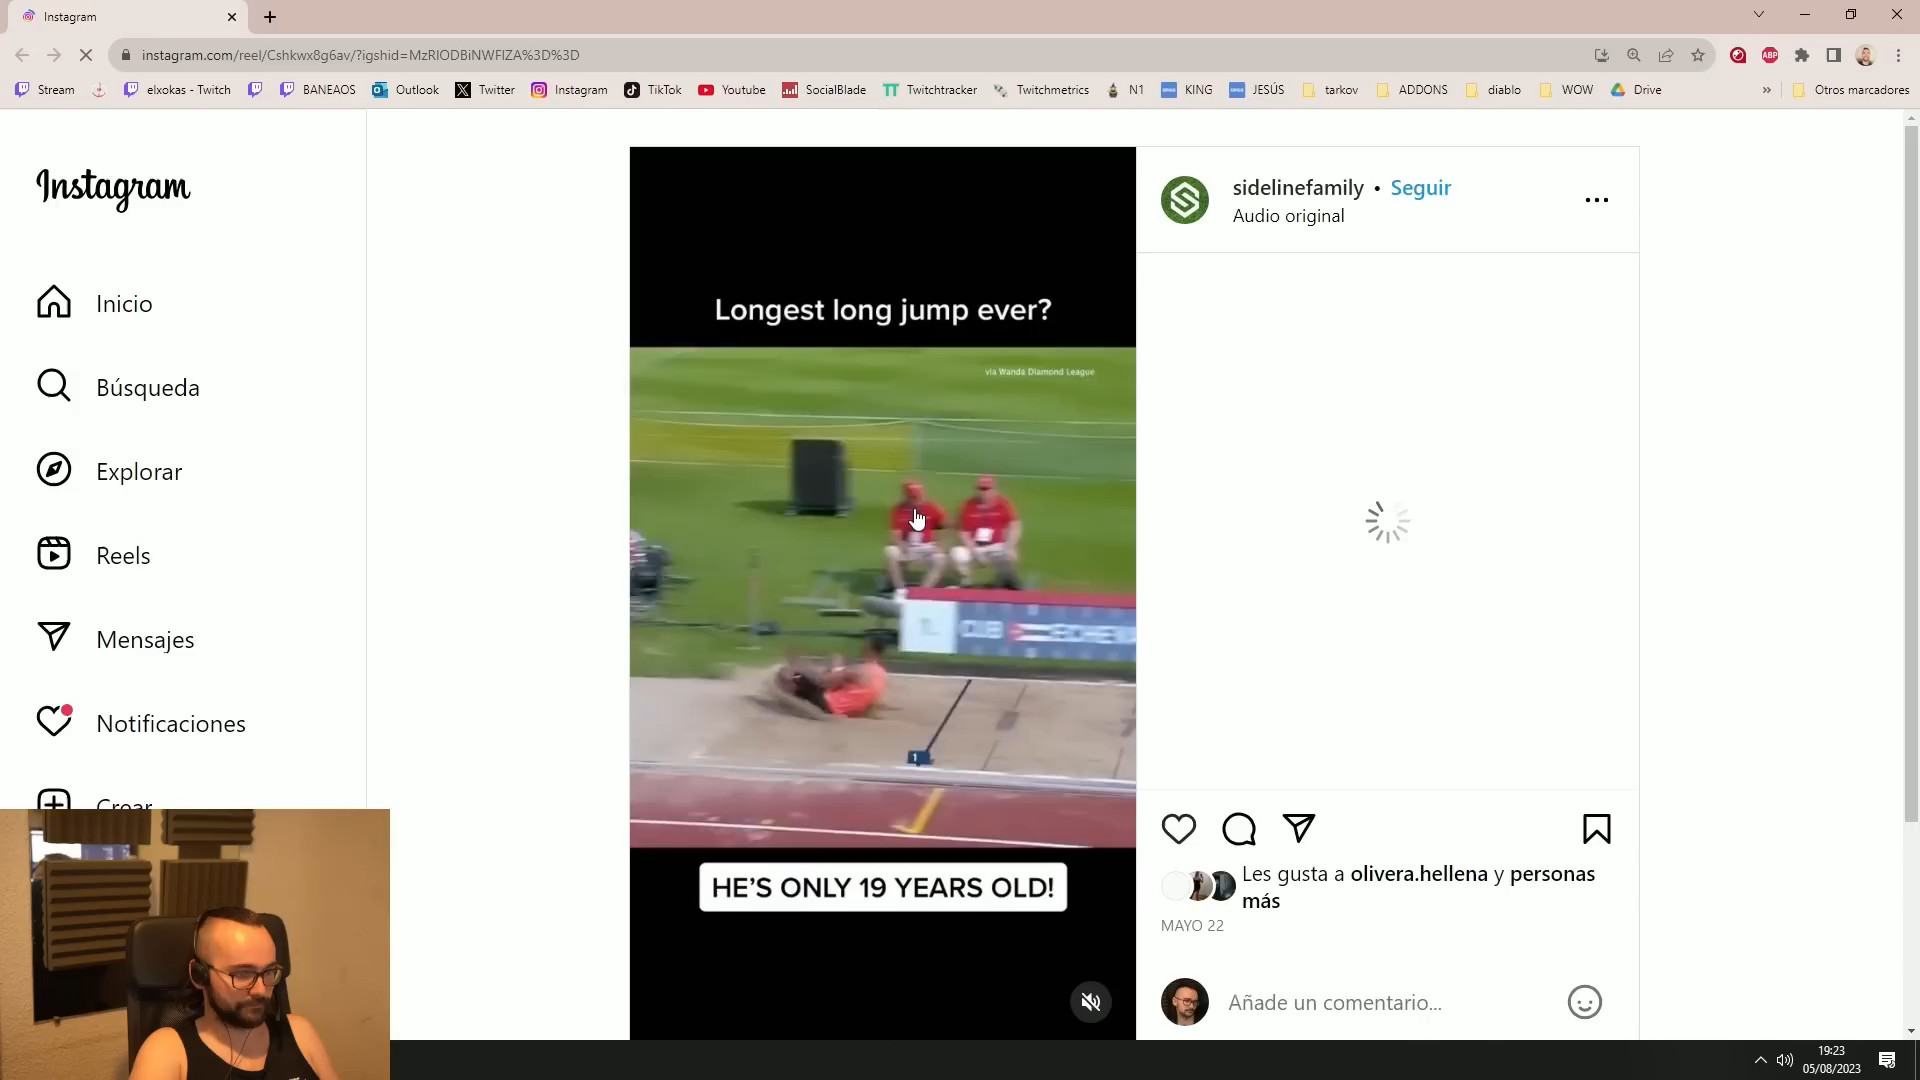 Instagram
instagram.com/reel/Cshkwx8g6av/?igshid=MzRlODBiNWFlZA%3D%3D
Stream
elxokas - Twitch
BANEAOS
Outlook
Twitter
Instagram
TikTok
Youtube
SocialBlade
Twitchtracker
Twitchmetrics
N1
KING
JESÚS
tarkov
ADDONS
diablo
WOW
Drive
Otros marcadores
Instagram
Inicio
Búsqueda
Explorar
Reels
Mensajes
Notificaciones
Crear
Longest long jump ever?
via Wanda Diamond League
1
HE'S ONLY 19 YEARS OLD!
sidelinefamily • Seguir
Audio original
Les gusta a olivera.hellena y personas
más
MAYO 22
Añade un comentario...
19:23
05/08/2023